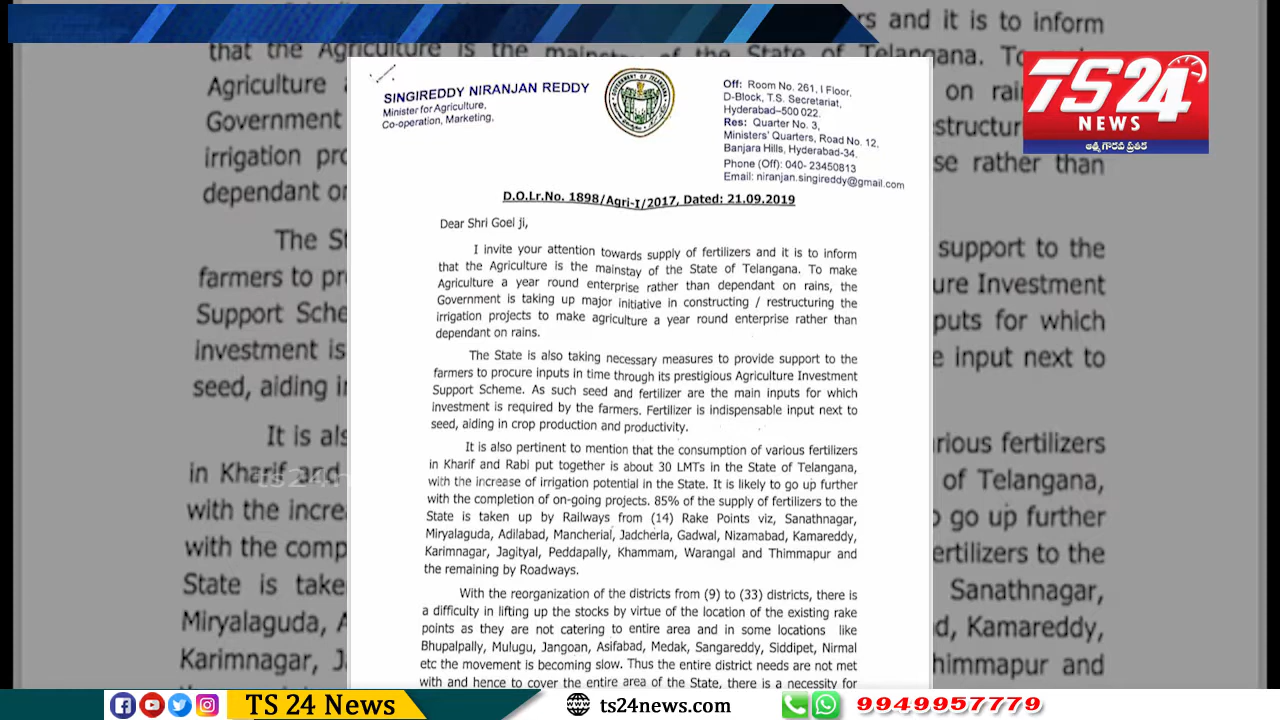 SINGIREDDY NIRANJAN REDDY
Minister for Agriculture,
Co-operation, Marketing.
GOVERNMENT OF TELANGANA
Off: Room No. 261, I Floor,
D-Block, T.S. Secretariat,
Hyderabad–500 022.
Res: Quarter No. 3,
Ministers' Quarters, Road No. 12,
Banjara Hills, Hyderabad-34.
Phone (Off): 040- 23450813
Email: niranjan.singireddy@gmail.com
D.O.Lr.No. 1898/Agri-I/2017, Dated: 21.09.2019
Dear Shri Goel ji,
I invite your attention towards supply of fertilizers and it is to inform
that the Agriculture is the mainstay of the State of Telangana. To make
Agriculture a year round enterprise rather than dependant on rains, the
Government is taking up major initiative in constructing / restructuring the
irrigation projects to make agriculture a year round enterprise rather than
dependant on rains.
The State is also taking necessary measures to provide support to the
farmers to procure inputs in time through its prestigious Agriculture Investment
Support Scheme. As such seed and fertilizer are the main inputs for which
investment is required by the farmers. Fertilizer is indispensable input next to
seed, aiding in crop production and productivity.
It is also pertinent to mention that the consumption of various fertilizers
in Kharif and Rabi put together is about 30 LMTs in the State of Telangana,
with the increase of irrigation potential in the State. It is likely to go up further
with the completion of on-going projects. 85% of the supply of fertilizers to the
State is taken up by Railways from (14) Rake Points viz, Sanathnagar,
Miryalaguda, Adilabad, Mancherial, Jadcherla, Gadwal, Nizamabad, Kamareddy,
Karimnagar, Jagityal, Peddapally, Khammam, Warangal and Thimmapur and
the remaining by Roadways.
With the reorganization of the districts from (9) to (33) districts, there is
a difficulty in lifting up the stocks by virtue of the location of the existing rake
points as they are not catering to entire area and in some locations like
Bhupalpally, Mulugu, Jangoan, Asifabad, Medak, Sangareddy, Siddipet, Nirmal
etc the movement is becoming slow. Thus the entire district needs are not met
with and hence to cover the entire area of the State, there is a necessity for
TS24
NEWS
ఆత్మ గౌరవ ప్రతీక
ts24.n
TS 24 News
ts24news.com
9949957779